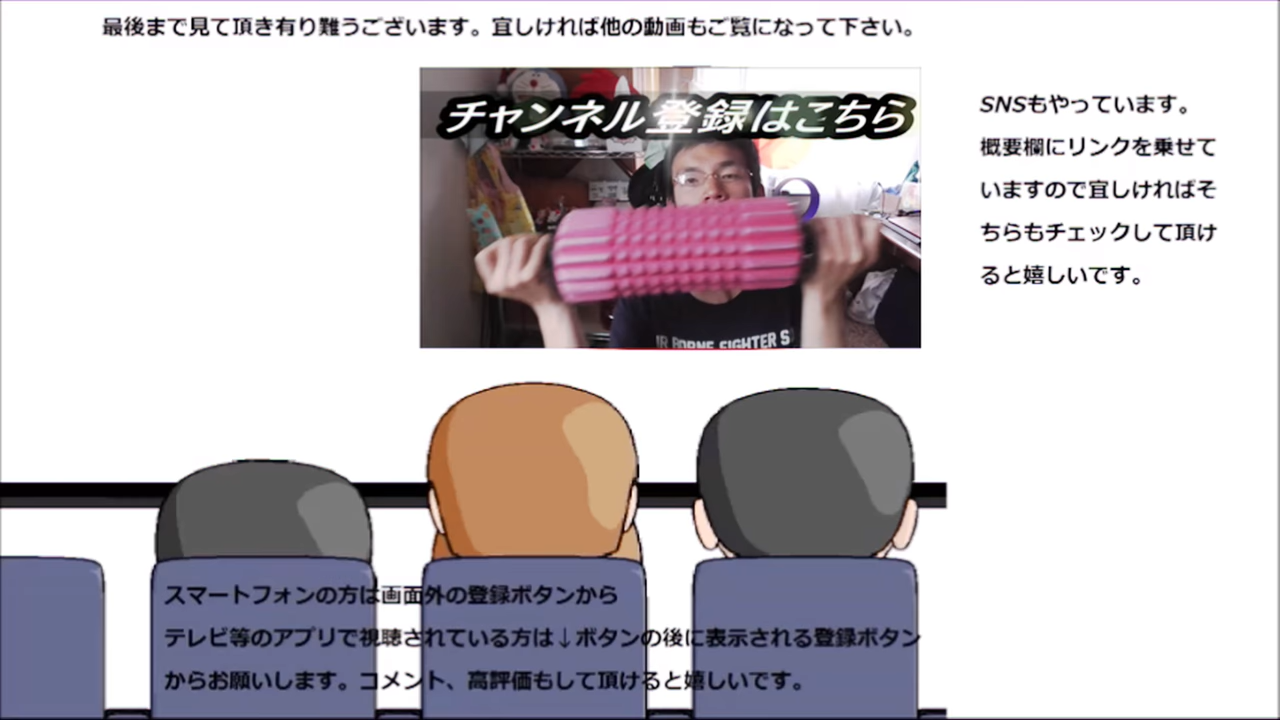 最後まで見て頂き有り難うございます。宜しければ他の動画もご覧になって下さい。
チャンネル登録はこちら
SNSもやっています。
概要欄にリンクを乗せて
いますので宜しければそ
ちらもチェックして頂け
ると嬉しいです。
IR BORNE FIGHTER S
スマートフォンの方は画面外の登録ボタンから
テレビ等のアプリで視聴されている方は↓ボタンの後に表示される登録ボタン
からお願いします。コメント、高評価もして頂けると嬉しいです。